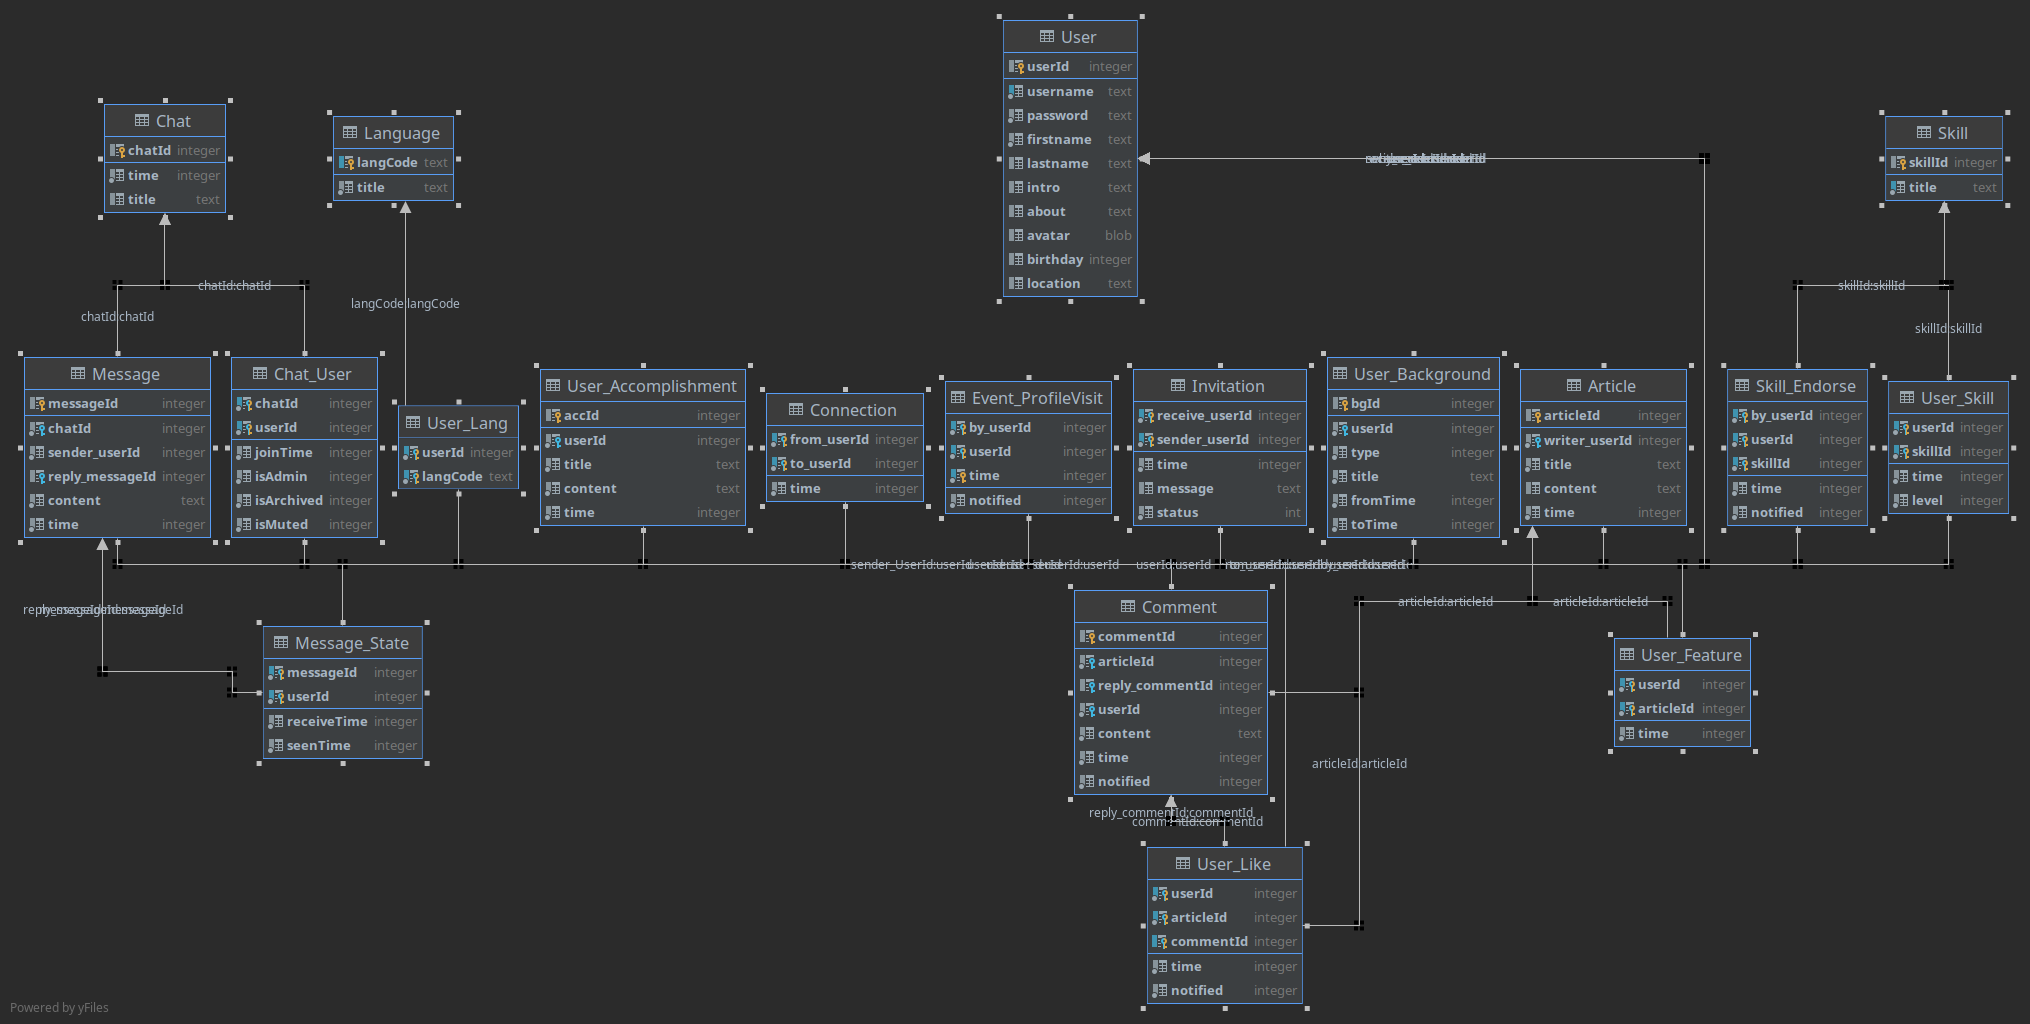 User
userId integer
username text
password text
firstname text
lastname text
intro text
about text
avatar blob
birthday integer
location text
Chat
chatId integer
time integer
title text
Language
langCode text
title text
Skill
skillId integer
title text
chatId:chatId
chatId:chatId
langCode:langCode
skillId:skillId
skillId:skillId
Message
messageId integer
chatId integer
sender_userId integer
reply_messageId integer
content text
time integer
Chat_User
chatId integer
userId integer
joinTime integer
isAdmin integer
isArchived integer
isMuted integer
User_Lang
userId integer
langCode text
User_Accomplishment
accId integer
userId integer
title text
content text
time integer
Connection
from_userId integer
to_userId integer
time integer
Event_ProfileVisit
by_userId integer
userId integer
time integer
notified integer
Invitation
receive_userId integer
sender_userId integer
time integer
message text
status int
User_Background
bgId integer
userId integer
type integer
title text
fromTime integer
toTime integer
Article
articleId integer
writer_userId integer
title text
content text
time integer
Skill_Endorse
by_userId integer
userId integer
skillId integer
time integer
notified integer
User_Skill
userId integer
skillId integer
time integer
level integer
sender_UserId:userId
userId:userId
articleId:articleId
articleId:articleId
Message_State
messageId integer
userId integer
receiveTime integer
seenTime integer
Comment
commentId integer
articleId integer
reply_commentId integer
userId integer
content text
time integer
notified integer
User_Feature
userId integer
articleId integer
time integer
articleId:articleId
reply_commentId:commentId
commentId:commentId
User_Like
userId integer
articleId integer
commentId integer
time integer
notified integer
Powered by yFiles